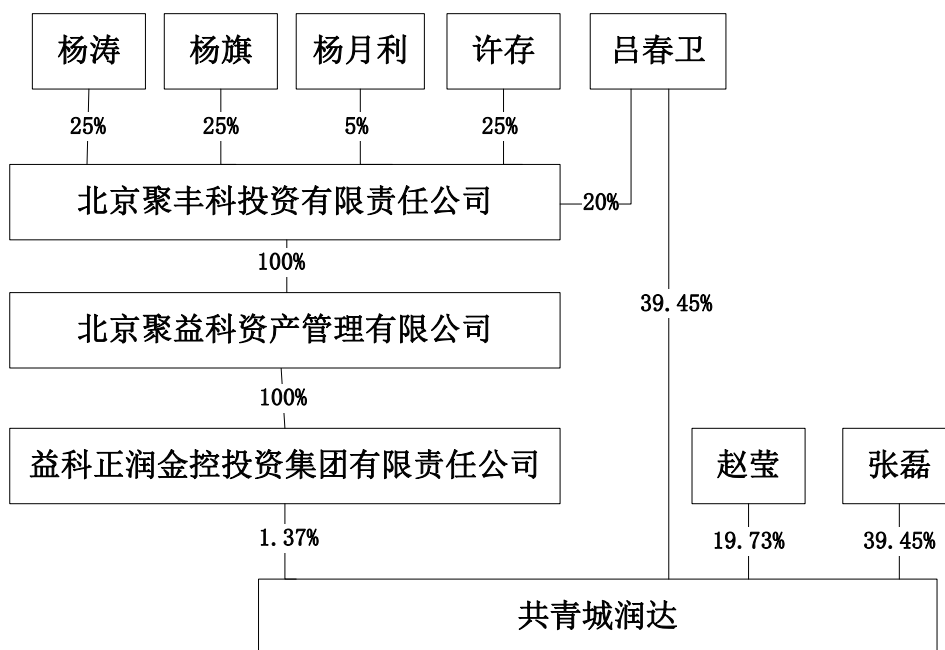 杨涛 杨旗 杨月利 许存 吕春卫
25% 25% 5% 25%
北京聚丰科投资有限责任公司
20%
100%
北京聚益科资产管理有限公司
39.45%
100%
益科正润金控投资集团有限责任公司 赵莹 张磊
1.37% 19.73% 39.45%
共青城润达